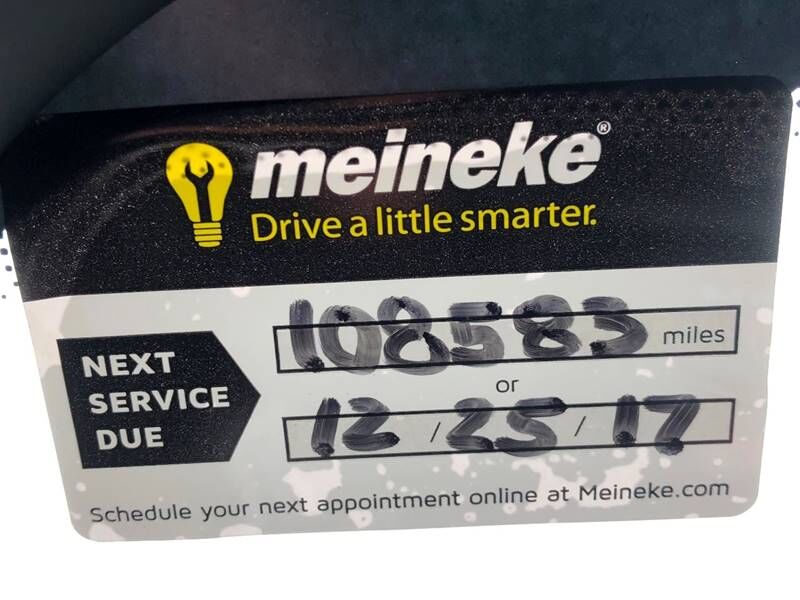 meineke®
Drive a little smarter.
NEXT
SERVICE
DUE
108583 miles
or
12/25/17
Schedule your next appointment online at Meineke.com